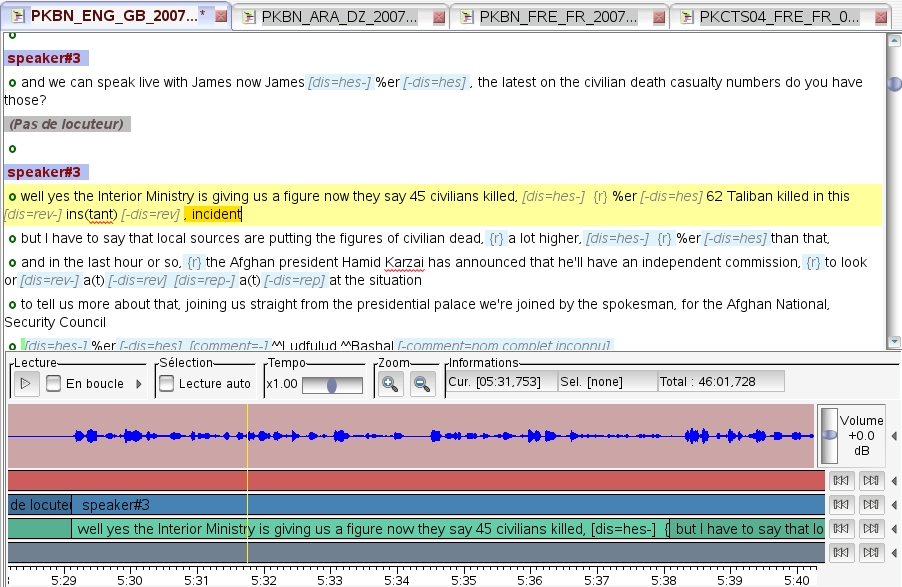 PKBN_ENG_GB_2007...* PKBN_ARA_DZ_2007... PKBN_FRE_FR_2007... PKCTS04_FRE_FR_0...
speaker#3
and we can speak live with James now James [dis=hes-] %er [-dis=hes] , the latest on the civilian death casualty numbers do you have
those?
(Pas de locuteur)
speaker#3
well yes the Interior Ministry is giving us a figure now they say 45 civilians killed, [dis=hes-] {r} %er [-dis=hes] 62 Taliban killed in this
[dis=rev-] ins(tant) [-dis=rev] , incident
but I have to say that local sources are putting the figures of civilian dead, {r} a lot higher, [dis=hes-] {r} %er [-dis=hes] than that,
and in the last hour or so, {r} the Afghan president Hamid Karzai has announced that he'll have an independent commission, {r} to look
or [dis=rev-] a(t) [-dis=rev] [dis=rep-] a(t) [-dis=rep] at the situation
to tell us more about that, joining us straight from the presidential palace we're joined by the spokesman, for the Afghan National,
Security Council
[dis=hes-] %er [-dis=hes] [comment=-] ^^Ludfulud ^^Bashal [-comment=nom complet inconnu]
Lecture Sélection Tempo Zoom Informations
En boucle Lecture auto x1.00 Cur. [05:31,753] Sel. [none] Total : 46:01,728
Volume
+0.0
dB
de locuteu speaker#3
well yes the Interior Ministry is giving us a figure now they say 45 civilians killed, [dis=hes-] { but I have to say that lo
5:29 5:30 5:31 5:32 5:33 5:34 5:35 5:36 5:37 5:38 5:39 5:40